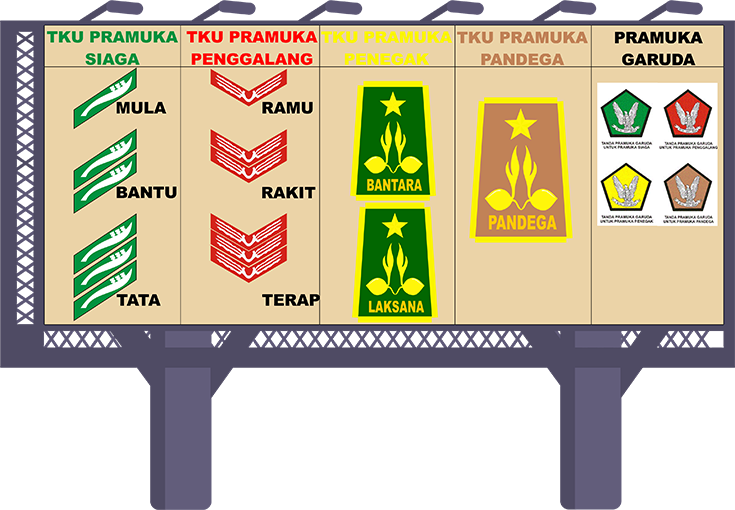 TKU PRAMUKA
SIAGA
MULA
BANTU
TATA
TKU PRAMUKA
PENGGALANG
RAMU
RAKIT
TERAP
TKU PRAMUKA
PENEGAK
BANTARA
LAKSANA
TKU PRAMUKA
PANDEGA
PANDEGA
PRAMUKA
GARUDA
TANDA PRAMUKA GARUDA
UNTUK PRAMUKA SIAGA
TANDA PRAMUKA GARUDA
UNTUK PRAMUKA PENGGALANG
TANDA PRAMUKA GARUDA
UNTUK PRAMUKA PENEGAK
TANDA PRAMUKA GARUDA
UNTUK PRAMUKA PANDEGA